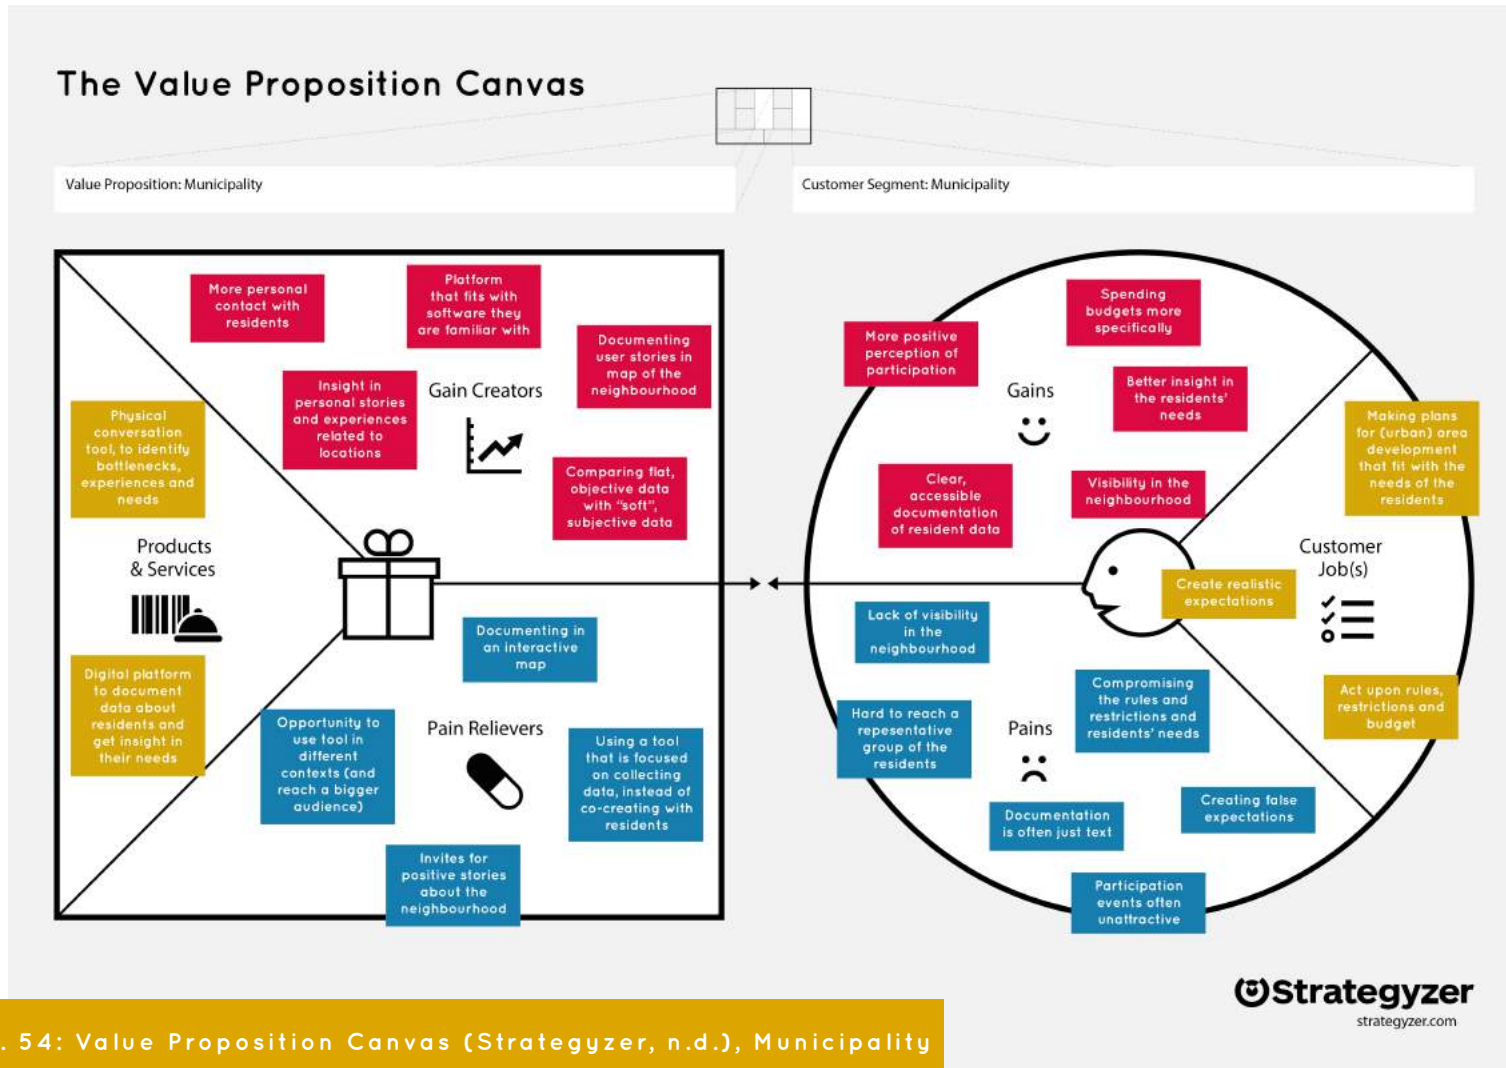 The Value Proposition Canvas
Value Proposition: Municipality
Customer Segment: Municipality
More personal
contact with
residents
Platform
that fits with
software they
are familiar with
Documenting
user stories in
map of the
neighbourhood
Insight in
personal stories
and experiences
related to
locations
Gain Creators
Comparing flat,
objective data
with “soft”,
subjective data
Physical
conversation
tool, to identify
bottlenecks,
experiences and
needs
Products
& Services
Digital platform
to document
data about
residents and
get insight in
their needs
Documenting in
an interactive
map
Opportunity to
use tool in
different
contexts (and
reach a bigger
audience)
Pain Relievers
Using a tool
that is focused
on collecting
data, instead of
co-creating with
residents
Invites for
positive stories
about the
neighbourhood
Spending
budgets more
specifically
More positive
perception of
participation
Gains
Better insight in
the residents'
needs
Clear,
accessible
documentation
of resident data
Visibility in the
neighbourhood
Making plans
for (urban) area
development
that fit with the
needs of the
residents
Customer
Job(s)
Create realistic
expectations
Act upon rules,
restrictions and
budget
Lack of visibility
in the
neighbourhood
Hard to reach a
repesentative
group of the
residents
Pains
Compromising
the rules and
restrictions and
residents' needs
Documentation
is often just text
Creating false
expectations
Participation
events often
unattractive
Strategyzer
strategyzer.com
. 54: Value Proposition Canvas (Strategyzer, n.d.), Municipality